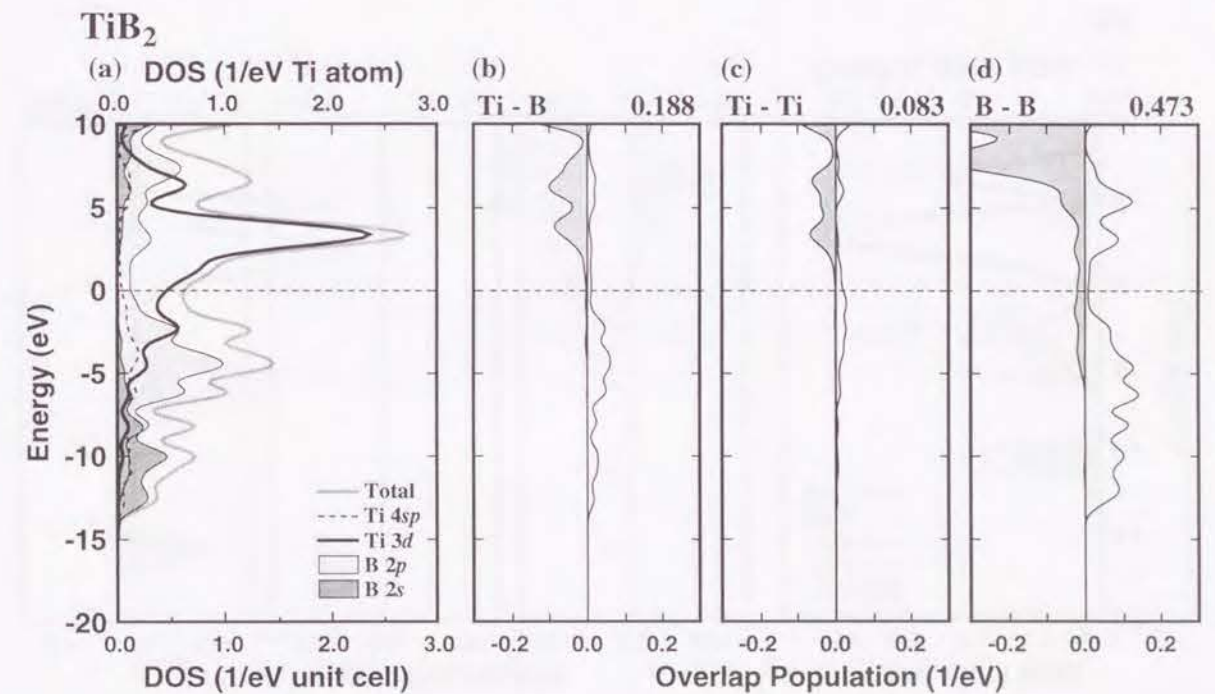 TiB2
(a) DOS (1/eV Ti atom)
0.0 1.0 2.0 3.0
(b)
Ti - B 0.188
(c)
Ti - Ti 0.083
(d)
B - B 0.473
Energy (eV)
10
5
0
-5
-10
-15
-20
Total
Ti 4sp
Ti 3d
B 2p
B 2s
0.0 1.0 2.0 3.0
-0.2 0.0 0.2
-0.2 0.0 0.2
-0.2 0.0 0.2
DOS (1/eV unit cell)
Overlap Population (1/eV)